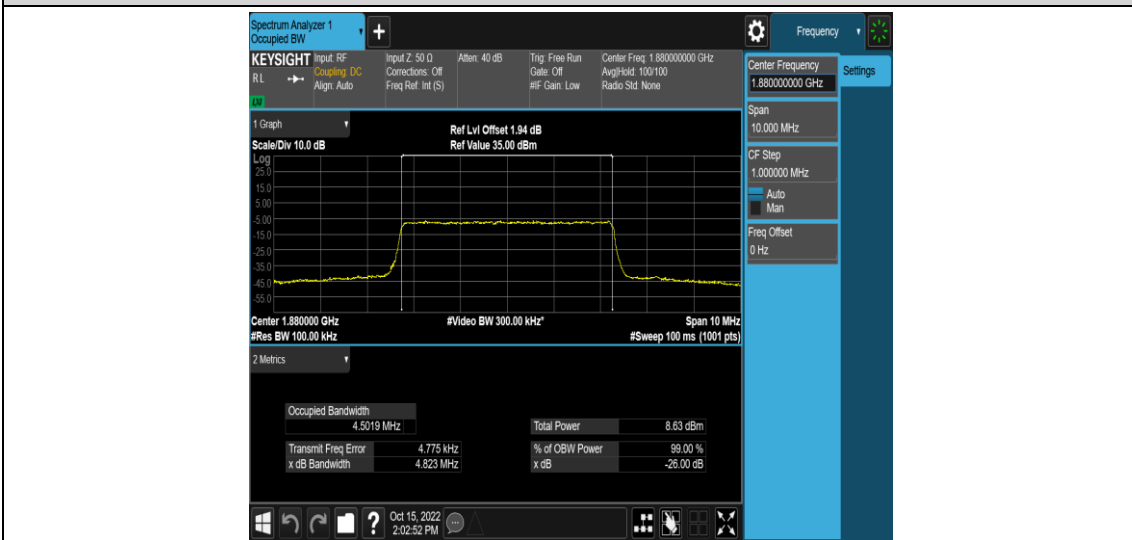 Spectrum Analyzer 1
Occupied BW
+
Frequency
KEYSIGHT
RL
LXI
Input: RF
Coupling: DC
Align: Auto
Input Z: 50 Ω
Corrections: Off
Freq Ref: Int (S)
Atten: 40 dB
Trig: Free Run
Gate: Off
#IF Gain: Low
Center Freq: 1.880000000 GHz
Avg|Hold: 100/100
Radio Std: None
Center Frequency
1.880000000 GHz
Settings
Span
10.000 MHz
CF Step
1.000000 MHz
Auto
Man
Freq Offset
0 Hz
1 Graph
Scale/Div 10.0 dB
Ref Lvl Offset 1.94 dB
Ref Value 35.00 dBm
Log
25.0
15.0
5.00
-5.00
-15.0
-25.0
-35.0
-45.0
-55.0
Center 1.880000 GHz
#Video BW 300.00 kHz*
Span 10 MHz
#Res BW 100.00 kHz
#Sweep 100 ms (1001 pts)
2 Metrics
Occupied Bandwidth
4.5019 MHz
Total Power 8.63 dBm
Transmit Freq Error 4.775 kHz
% of OBW Power 99.00 %
x dB Bandwidth 4.823 MHz
x dB -26.00 dB
?
Oct 15, 2022
2:02:52 PM